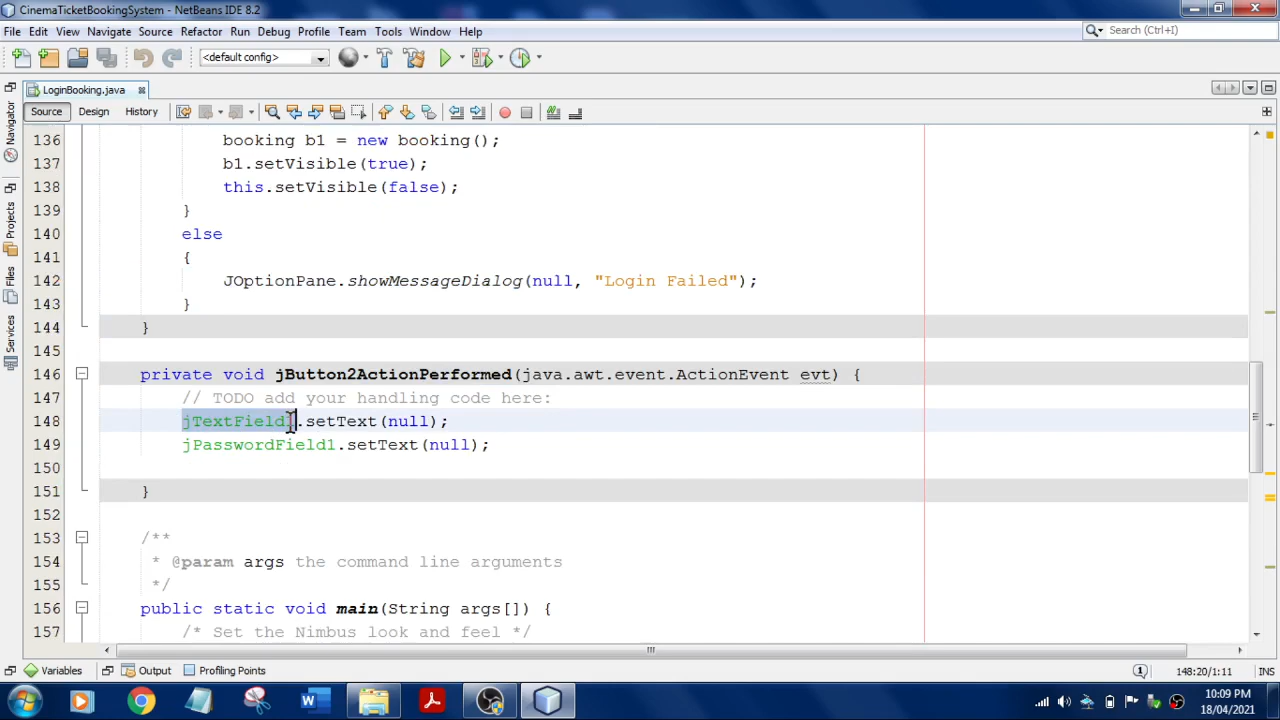 CinemaTicketBookingSystem - NetBeans IDE 8.2
File Edit View Navigate Source Refactor Run Debug Profile Team Tools Window Help
Search (Ctrl+I)
<default config>
LoginBooking.java
Source Design History
Navigator
Projects
Files
Services
136 booking b1 = new booking();
137 b1.setVisible(true);
138 this.setVisible(false);
139 }
140 else
141 {
142 JOptionPane.showMessageDialog(null, "Login Failed");
143 }
144 }
145
146 private void jButton2ActionPerformed(java.awt.event.ActionEvent evt) {
147 // TODO add your handling code here:
148 jTextField1.setText(null);
149 jPasswordField1.setText(null);
150
151 }
152
153 /**
154 * @param args the command line arguments
155 */
156 public static void main(String args[]) {
157 /* Set the Nimbus look and feel */
Variables Output Profiling Points
1
148:20/1:11 INS
10:09 PM
18/04/2021